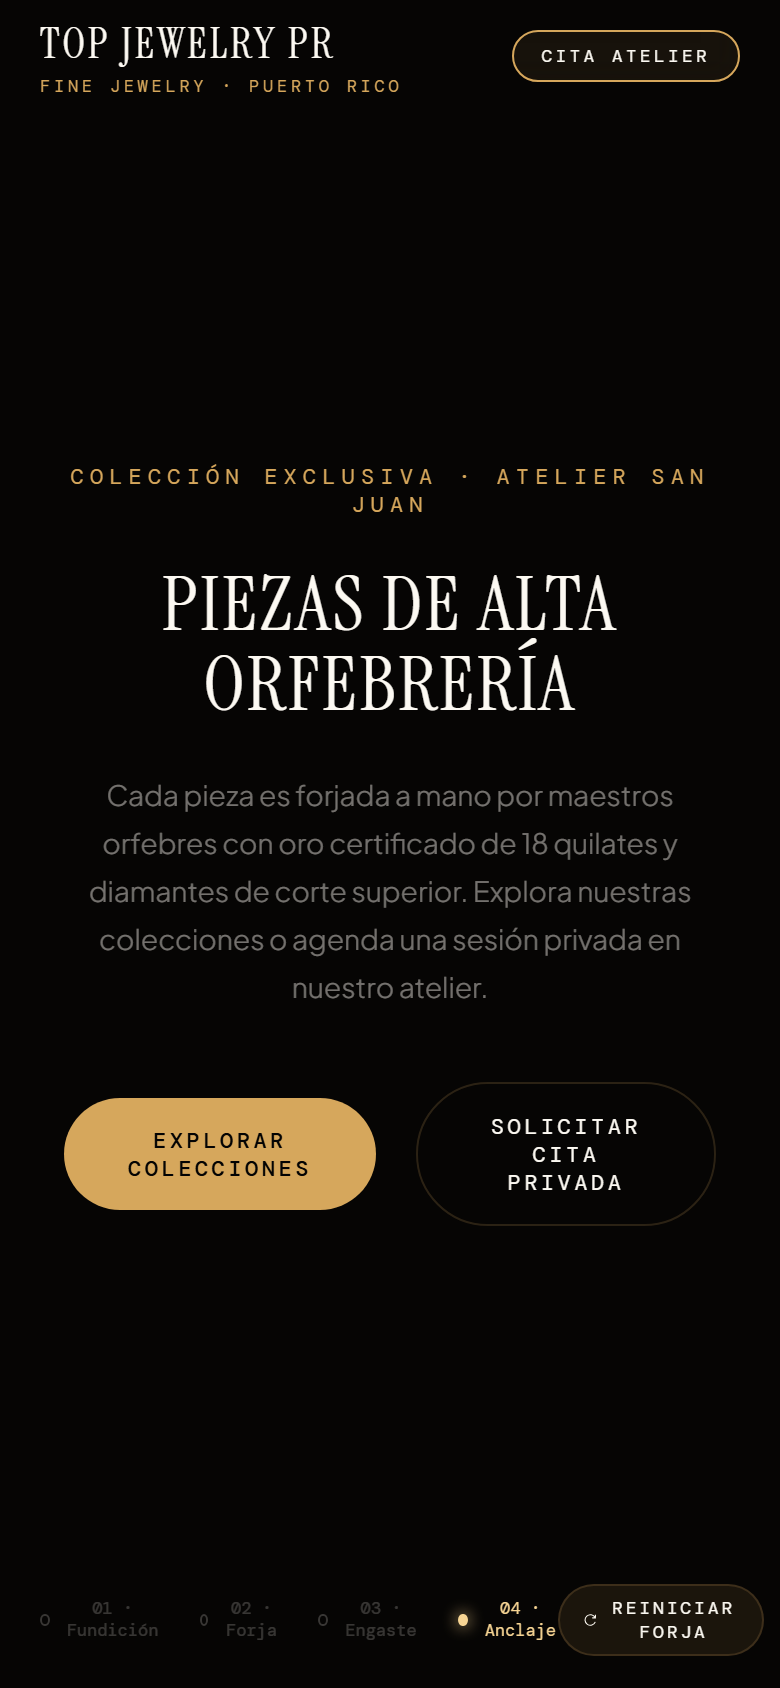 TOP JEWELRY PR
FINE JEWELRY · PUERTO RICO
CITA ATELIER
COLECCIÓN EXCLUSIVA · ATELIER SAN
JUAN
PIEZAS DE ALTA
ORFEBRERÍA
Cada pieza es forjada a mano por maestros
orfebres con oro certificado de 18 quilates y
diamantes de corte superior. Explora nuestras
colecciones o agenda una sesión privada en
nuestro atelier.
EXPLORAR
COLECCIONES
SOLICITAR
CITA
PRIVADA
01 ·
Fundición
02 ·
Forja
03 ·
Engaste
04 ·
Anclaje
REINICIAR
FORJA